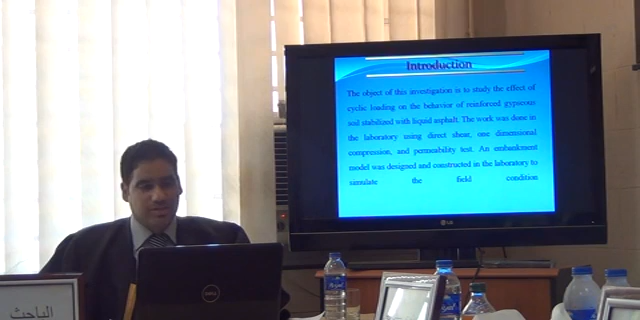 Introduction
The object of this investigation is to study the effect of
cyclic loading on the behavior of reinforced gypseous
soil stabilized with liquid asphalt. The work was done in
the laboratory using direct shear, one dimensional
compression, and permeability test. An embankment
model was designed and constructed in the laboratory to
simulate the field condition
LG
DELL
الباحث